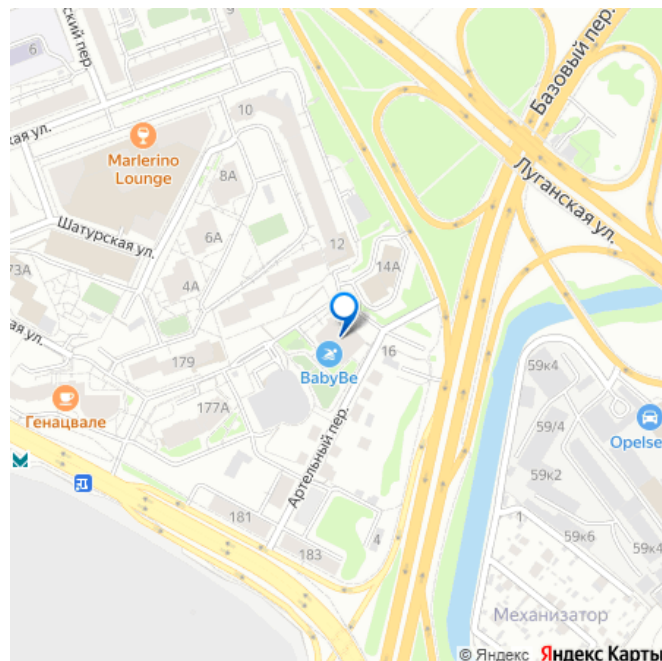 6
ский пер.
10
кая ул.
Marlerino
Lounge
8А
Базовый пер.
Луганская ул.
Шатурская ул.
6А
12
73А
4А
14А
кая ул.
179
16
BabyBe
59к4
Генацвале
177А
59/4
Opelse
Артельный пер.
59к2
181
1
183
4
59к6
59к4
Механизатор
© Яндекс Яндекс Карты